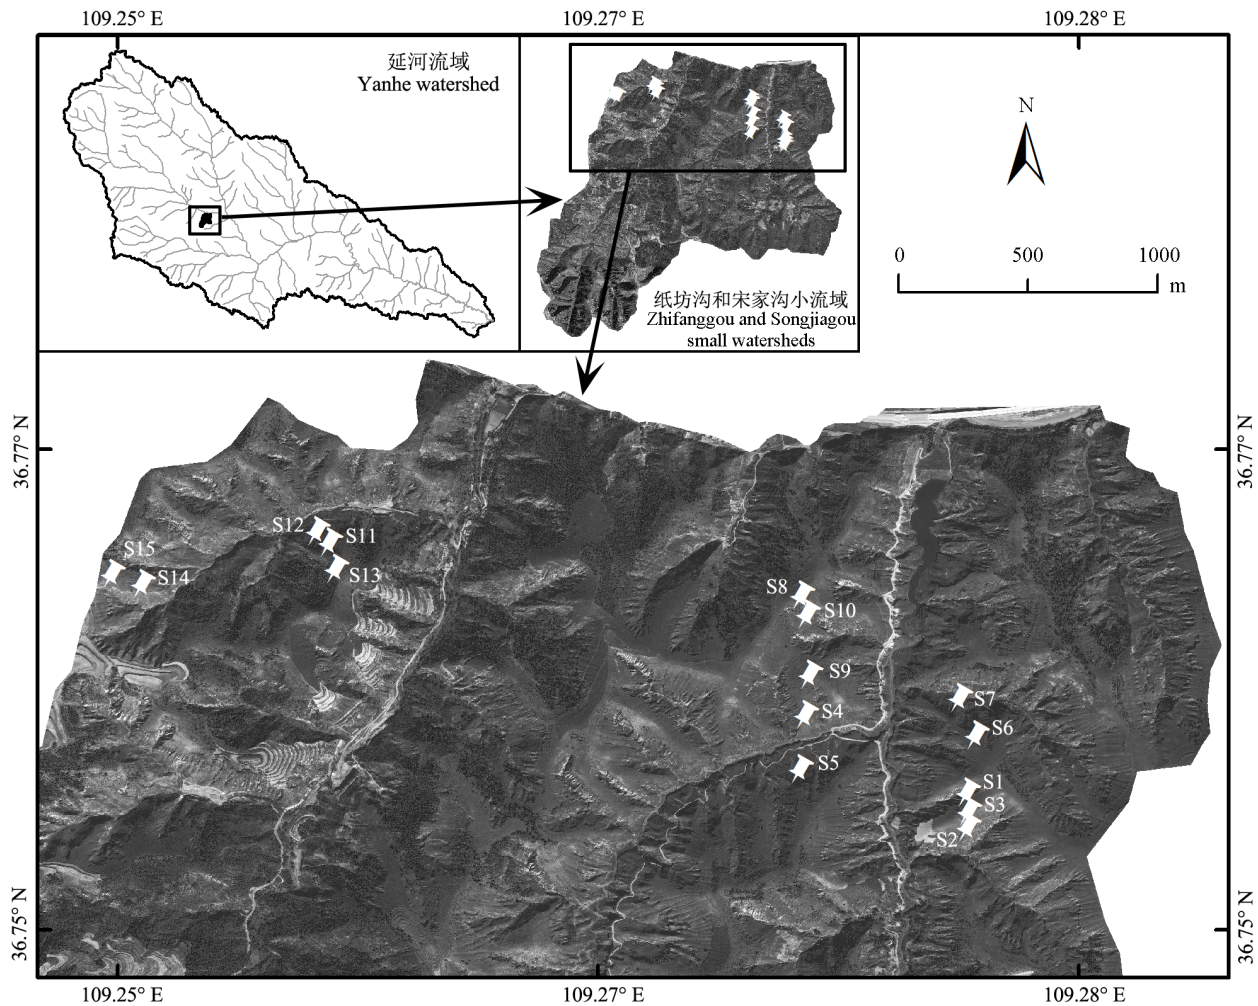 109.25° E
109.27° E
109.28° E
延河流域
Yanhe watershed
N
0
500
1000
m
纸坊沟和宋家沟小流域
Zhifanggou and Songjiagou
small watersheds
36.77° N
36.77° N
S12
S11
S15
S14
S13
S8
S10
S9
S4
S7
S6
S5
S1
S3
S2
36.75° N
36.75° N
109.25° E
109.27° E
109.28° E